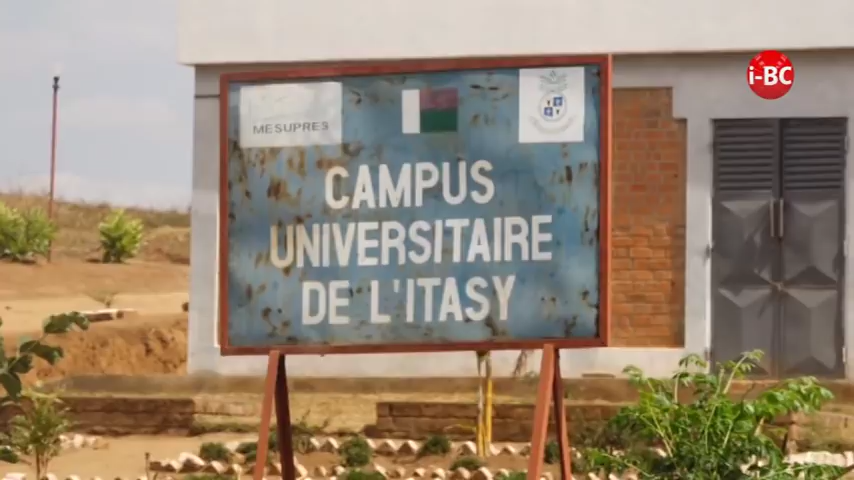 i-BC
MESUPRES
CAMPUS
UNIVERSITAIRE
DE L'ITASY